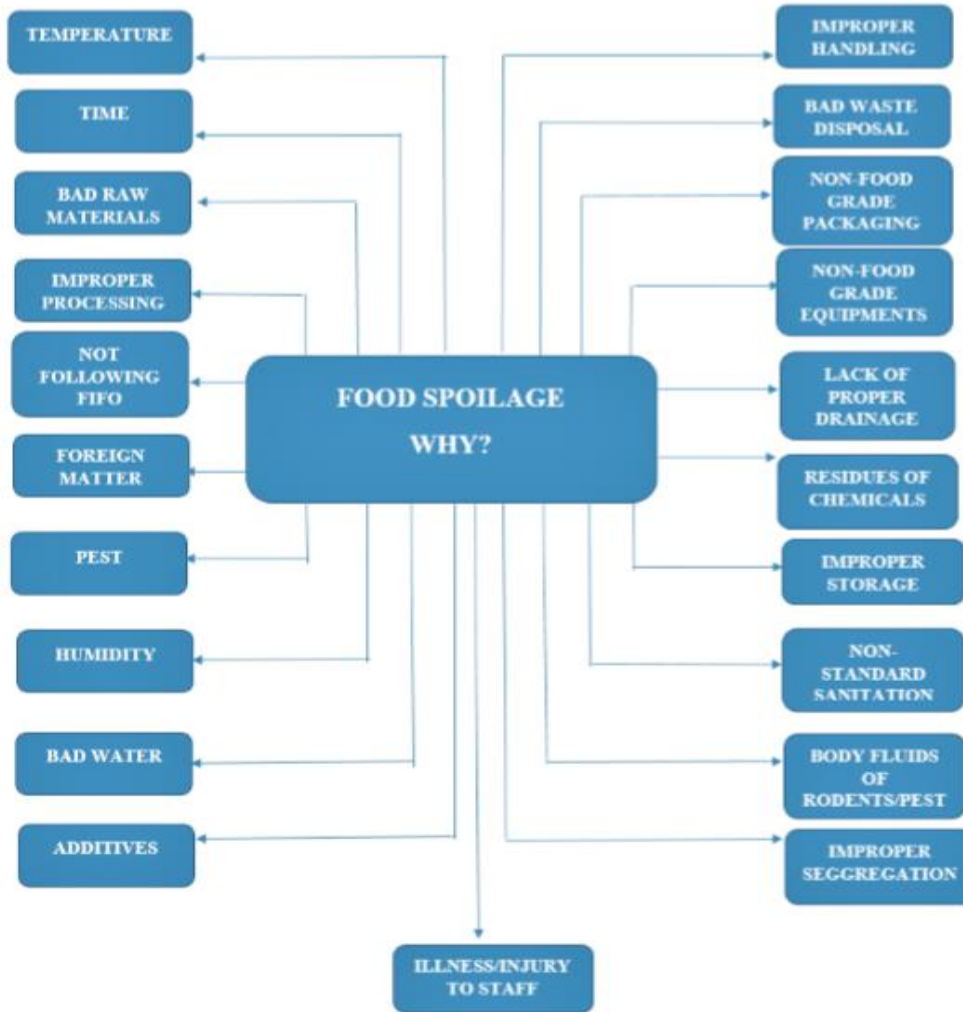 TEMPERATURE
TIME
BAD RAW
MATERIALS
IMPROPER
PROCESSING
NOT
FOLLOWING
FIFO
FOREIGN
MATTER
PEST
HUMIDITY
BAD WATER
ADDITIVES
FOOD SPOILAGE
WHY?
IMPROPER
HANDLING
BAD WASTE
DISPOSAL
NON-FOOD
GRADE
PACKAGING
NON-FOOD
GRADE
EQUIPMENTS
LACK OF
PROPER
DRAINAGE
RESIDUES OF
CHEMICALS
IMPROPER
STORAGE
NON-
STANDARD
SANITATION
BODY FLUIDS
OF
RODENTS/PEST
IMPROPER
SEGGREGATION
ILLNESS/INJURY
TO STAFF